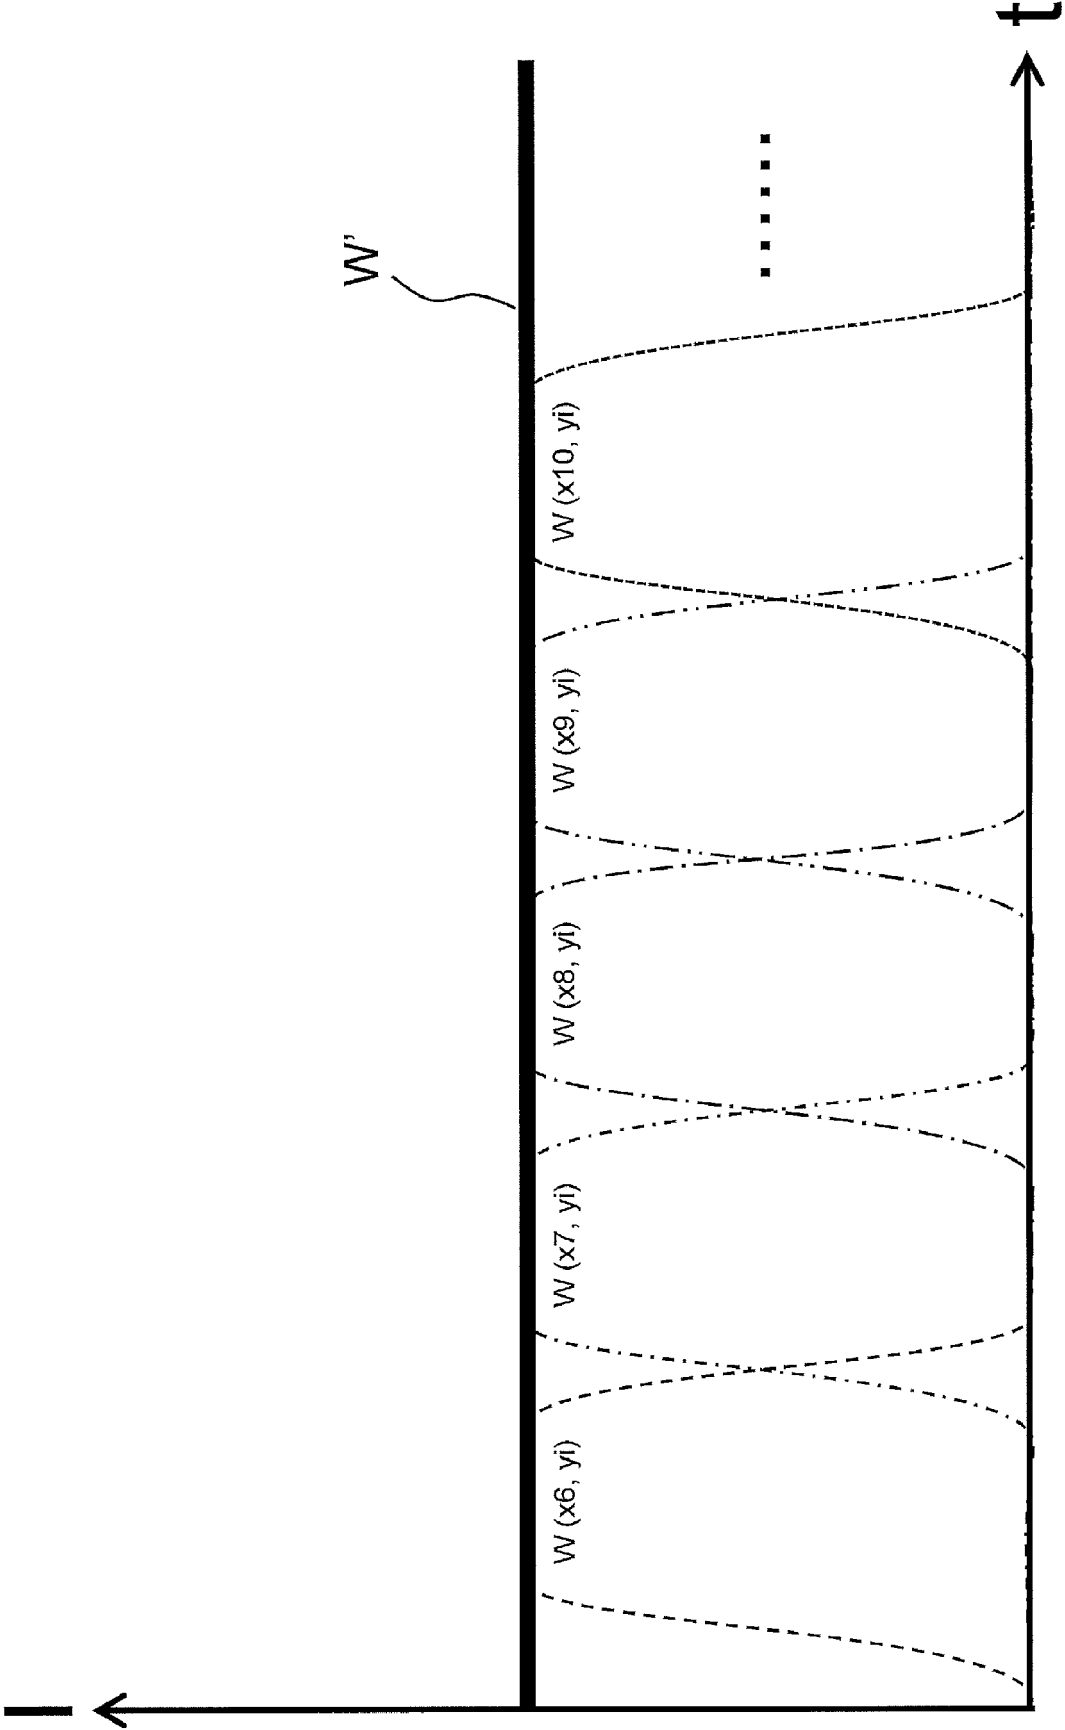 I
W'
W (x6, yi)
W (x7, yi)
W (x8, yi)
W (x9, yi)
W (x10, yi)
t